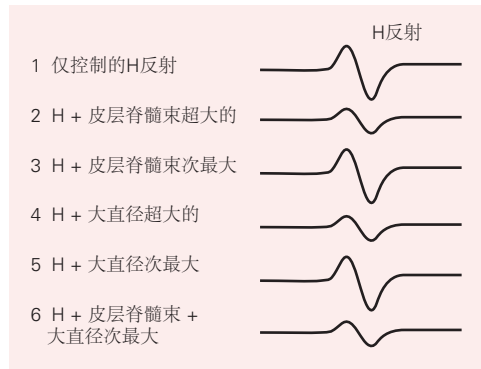 H反射
1 仅控制的H反射
2 H + 皮层脊髓束超大的
3 H + 皮层脊髓束次最大
4 H + 大直径超大的
5 H + 大直径次最大
6 H + 皮层脊髓束 +
大直径次最大